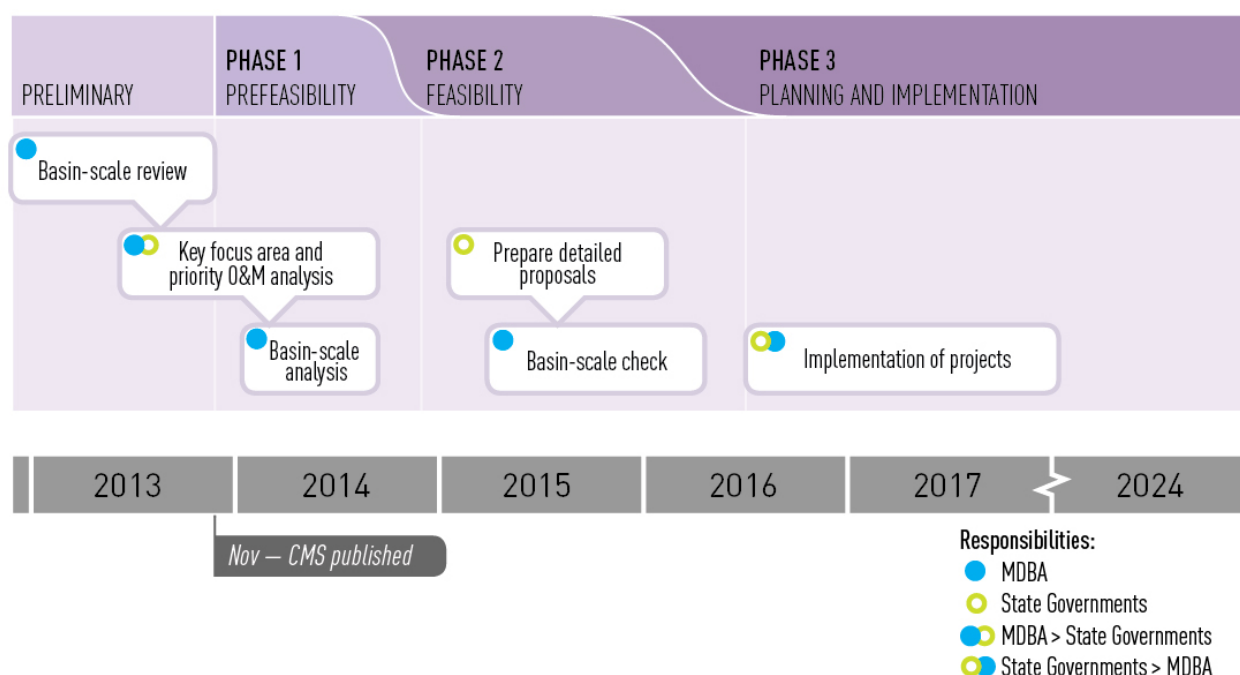 PRELIMINARY
PHASE 1
PREFEASIBILITY
PHASE 2
FEASIBILITY
PHASE 3
PLANNING AND IMPLEMENTATION
Basin-scale review
Key focus area and
priority O&M analysis
Basin-scale
analysis
Prepare detailed
proposals
Basin-scale check
Implementation of projects
2013
2014
2015
2016
2017
2024
Nov – CMS published
Responsibilities:
MDBA
State Governments
MDBA > State Governments
State Governments > MDBA